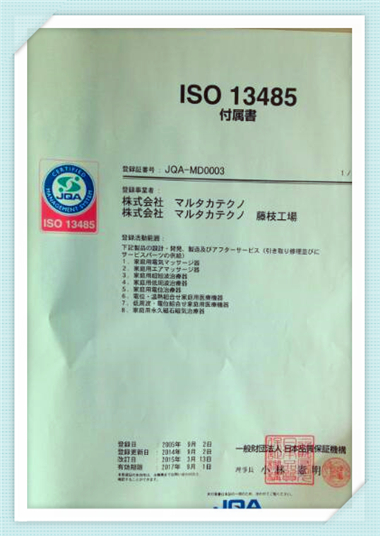 ISO 13485
付属書
CERTIFIED
JQA
MANAGEMENT SYSTEM
ISO 13485
登録証番号 : JQA-MD0003
1 /
登録事業者 :
株式会社 マルタカテクノ
株式会社 マルタカテクノ 藤枝工場
登録活動範囲 :
下記製品の設計・開発、製造及びアフターサービス(引き取り修理並びに
サービスパーツの供給)
1. 家庭用電気マッサージ器
2. 家庭用エアマッサージ器
3. 家庭用超短波治療器
4. 家庭用低周波治療器
5. 家庭用電位治療器
6. 電位・温熱組合せ家庭用医療機器
7. 低周波・電位組合せ家庭用医療機器
8. 家庭用永久磁石磁気治療器
登録日 : 2005年 9月 2日
登録更新日 : 2014年 9月 2日
改訂日 : 2015年 3月 13日
有効期限 : 2017年 9月 1日
一般財団法人 日本品質保証機構
理事長 小林 憲明
JQA